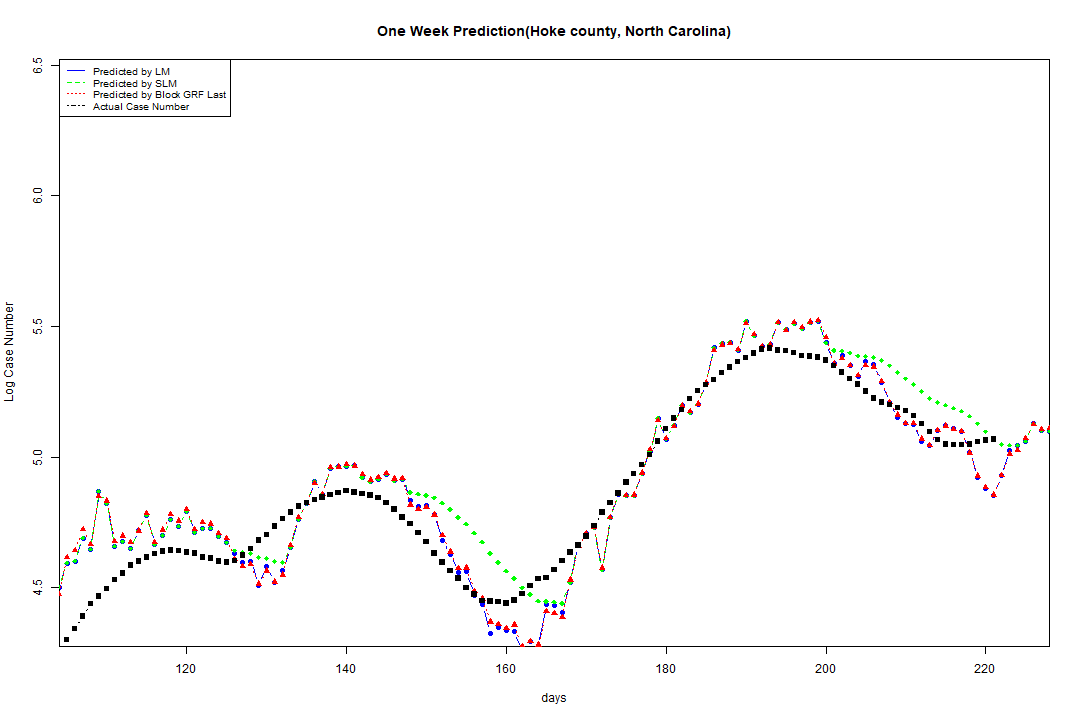 One Week Prediction(Hoke county, North Carolina)
Predicted by LM
Predicted by SLM
Predicted by Block GRF Last
Actual Case Number
6.5
6.0
5.5
5.0
4.5
Log Case Number
120 140 160 180 200 220
days